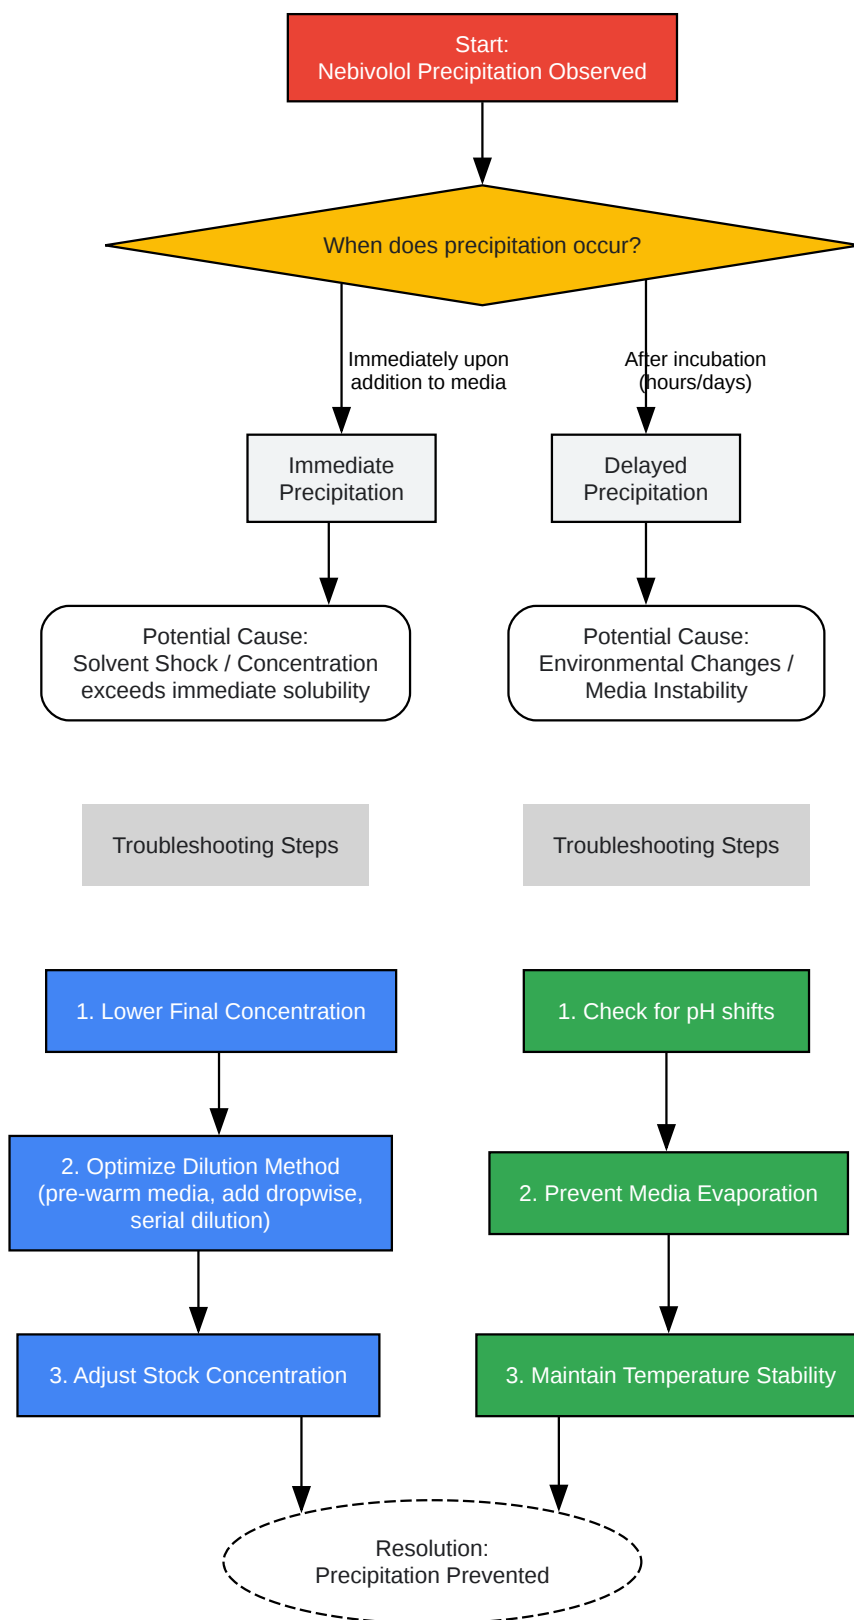 Start:
Nebivolol Precipitation Observed
When does precipitation occur?
Immediately upon
addition to media
After incubation
(hours/days)
Immediate
Precipitation
Delayed
Precipitation
Potential Cause:
Solvent Shock / Concentration
exceeds immediate solubility
Potential Cause:
Environmental Changes /
Media Instability
Troubleshooting Steps
Troubleshooting Steps
1. Lower Final Concentration
1. Check for pH shifts
2. Optimize Dilution Method
(pre-warm media, add dropwise,
serial dilution)
2. Prevent Media Evaporation
3. Adjust Stock Concentration
3. Maintain Temperature Stability
Resolution:
Precipitation Prevented